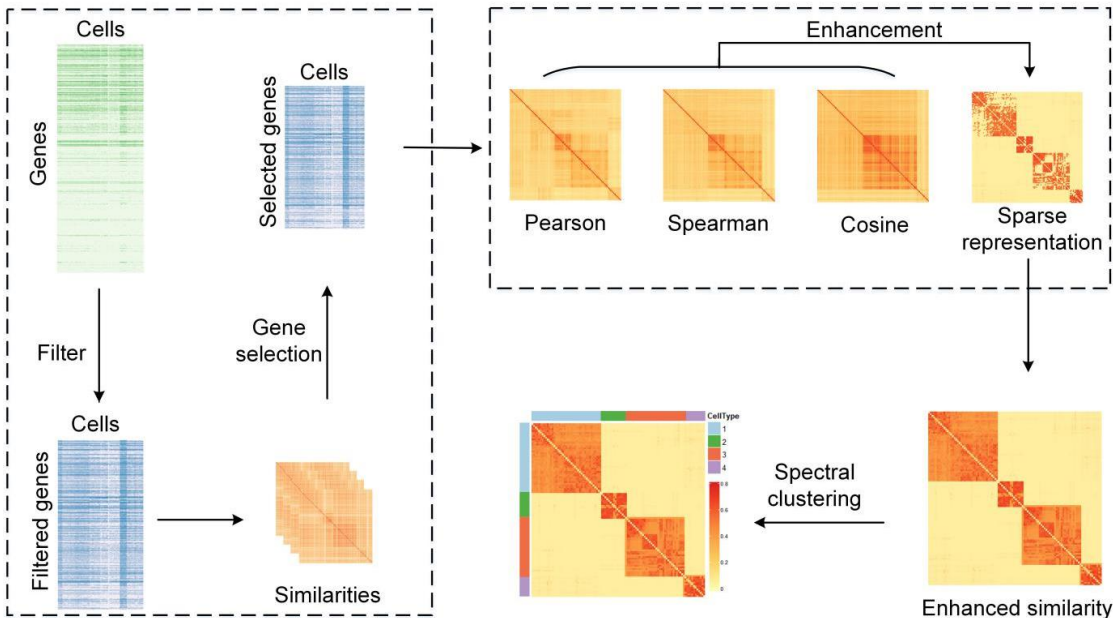 Cells
Genes
Filter
Cells
Filtered genes
Similarities
Gene
selection
Cells
Selected genes
Enhancement
Pearson
Spearman
Cosine
Sparse
representation
Enhanced similarity
Spectral
clustering
CellType
1
2
3
4
0.8
0.6
0.4
0.2
0